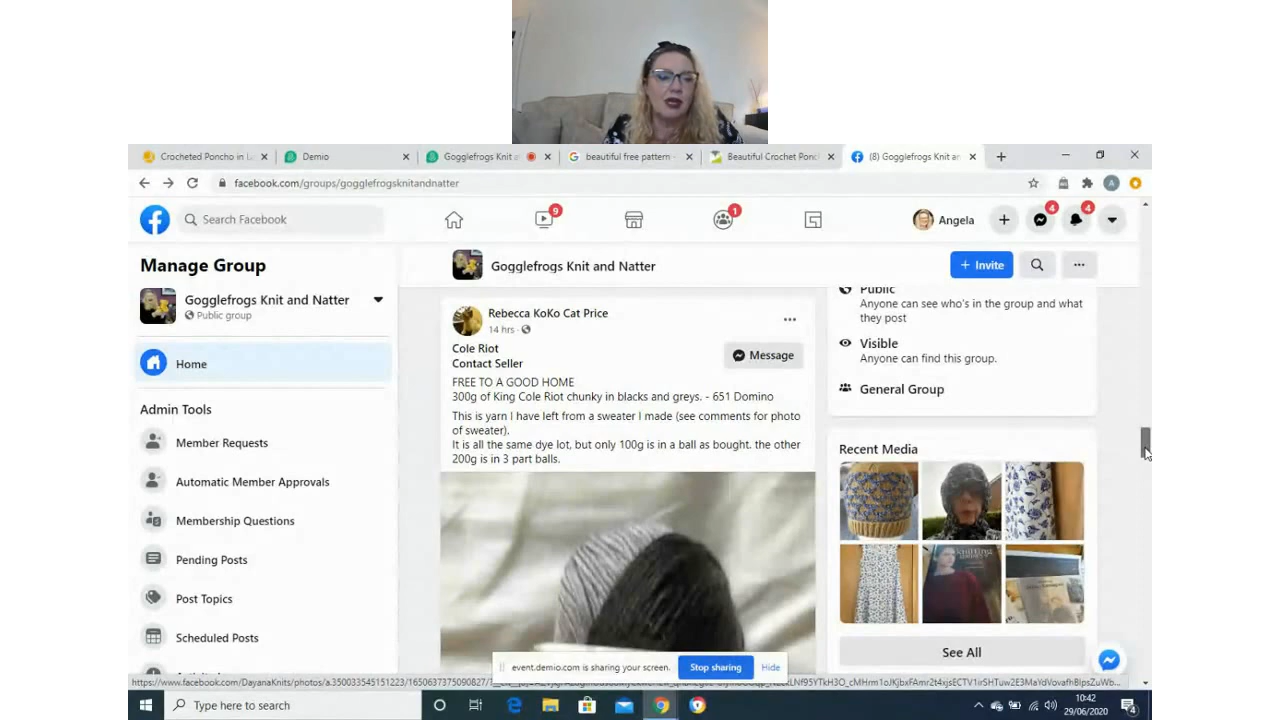 Crocheted Poncho in L
Demio
Gogglefrogs Knit a
beautiful free pattern -
Beautiful Crochet Ponc
(8) Gogglefrogs Knit an
facebook.com/groups/gogglefrogsknitandnatter
A
Search Facebook
9
1
Angela
4
4
Manage Group
Gogglefrogs Knit and Natter
Public group
Home
Admin Tools
Member Requests
Automatic Member Approvals
Membership Questions
Pending Posts
Post Topics
Scheduled Posts
Gogglefrogs Knit and Natter
+ Invite
Rebecca KoKo Cat Price
14 hrs ·
Cole Riot
Contact Seller
Message
FREE TO A GOOD HOME
300g of King Cole Riot chunky in blacks and greys. - 651 Domino
This is yarn I have left from a sweater I made (see comments for photo
of sweater).
It is all the same dye lot, but only 100g is in a ball as bought. the other
200g is in 3 part balls.
Public
Anyone can see who's in the group and what
they post
Visible
Anyone can find this group.
General Group
Recent Media
See All
event.demio.com is sharing your screen.
Stop sharing
Hide
Type here to search
10:42
29/06/2020
4